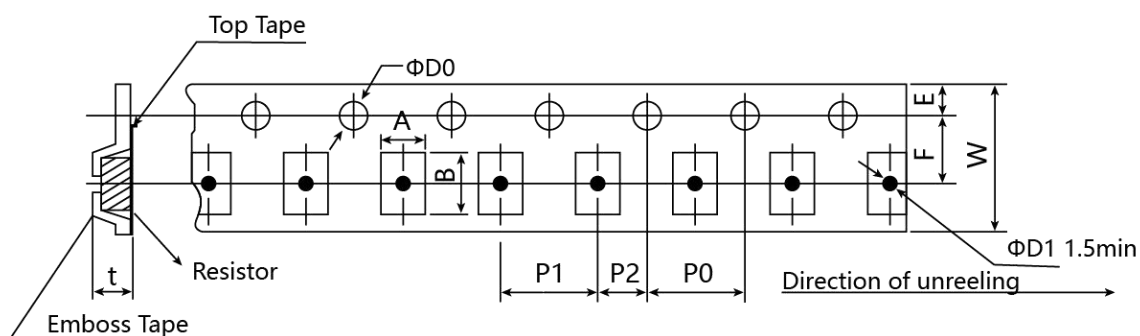 Top Tape
ΦD0
A
B
E
F
W
t
Resistor
P1
P2
P0
ΦD1 1.5min
Direction of unreeling
Emboss Tape